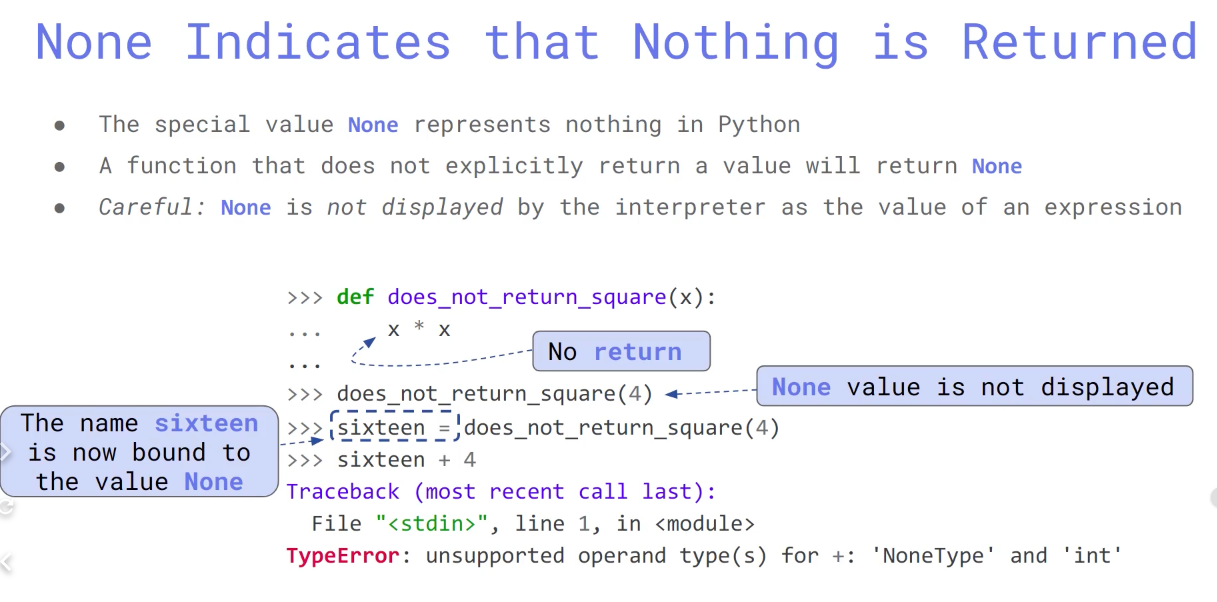 None Indicates that Nothing is Returned
● The special value None represents nothing in Python
● A function that does not explicitly return a value will return None
● Careful: None is not displayed by the interpreter as the value of an expression
>>> def does_not_return_square(x):
... x * x
...
No return
>>> does_not_return_square(4)
None value is not displayed
The name sixteen
is now bound to
the value None
>>> sixteen = does_not_return_square(4)
>>> sixteen + 4
Traceback (most recent call last):
File "<stdin>", line 1, in <module>
TypeError: unsupported operand type(s) for +: 'NoneType' and 'int'